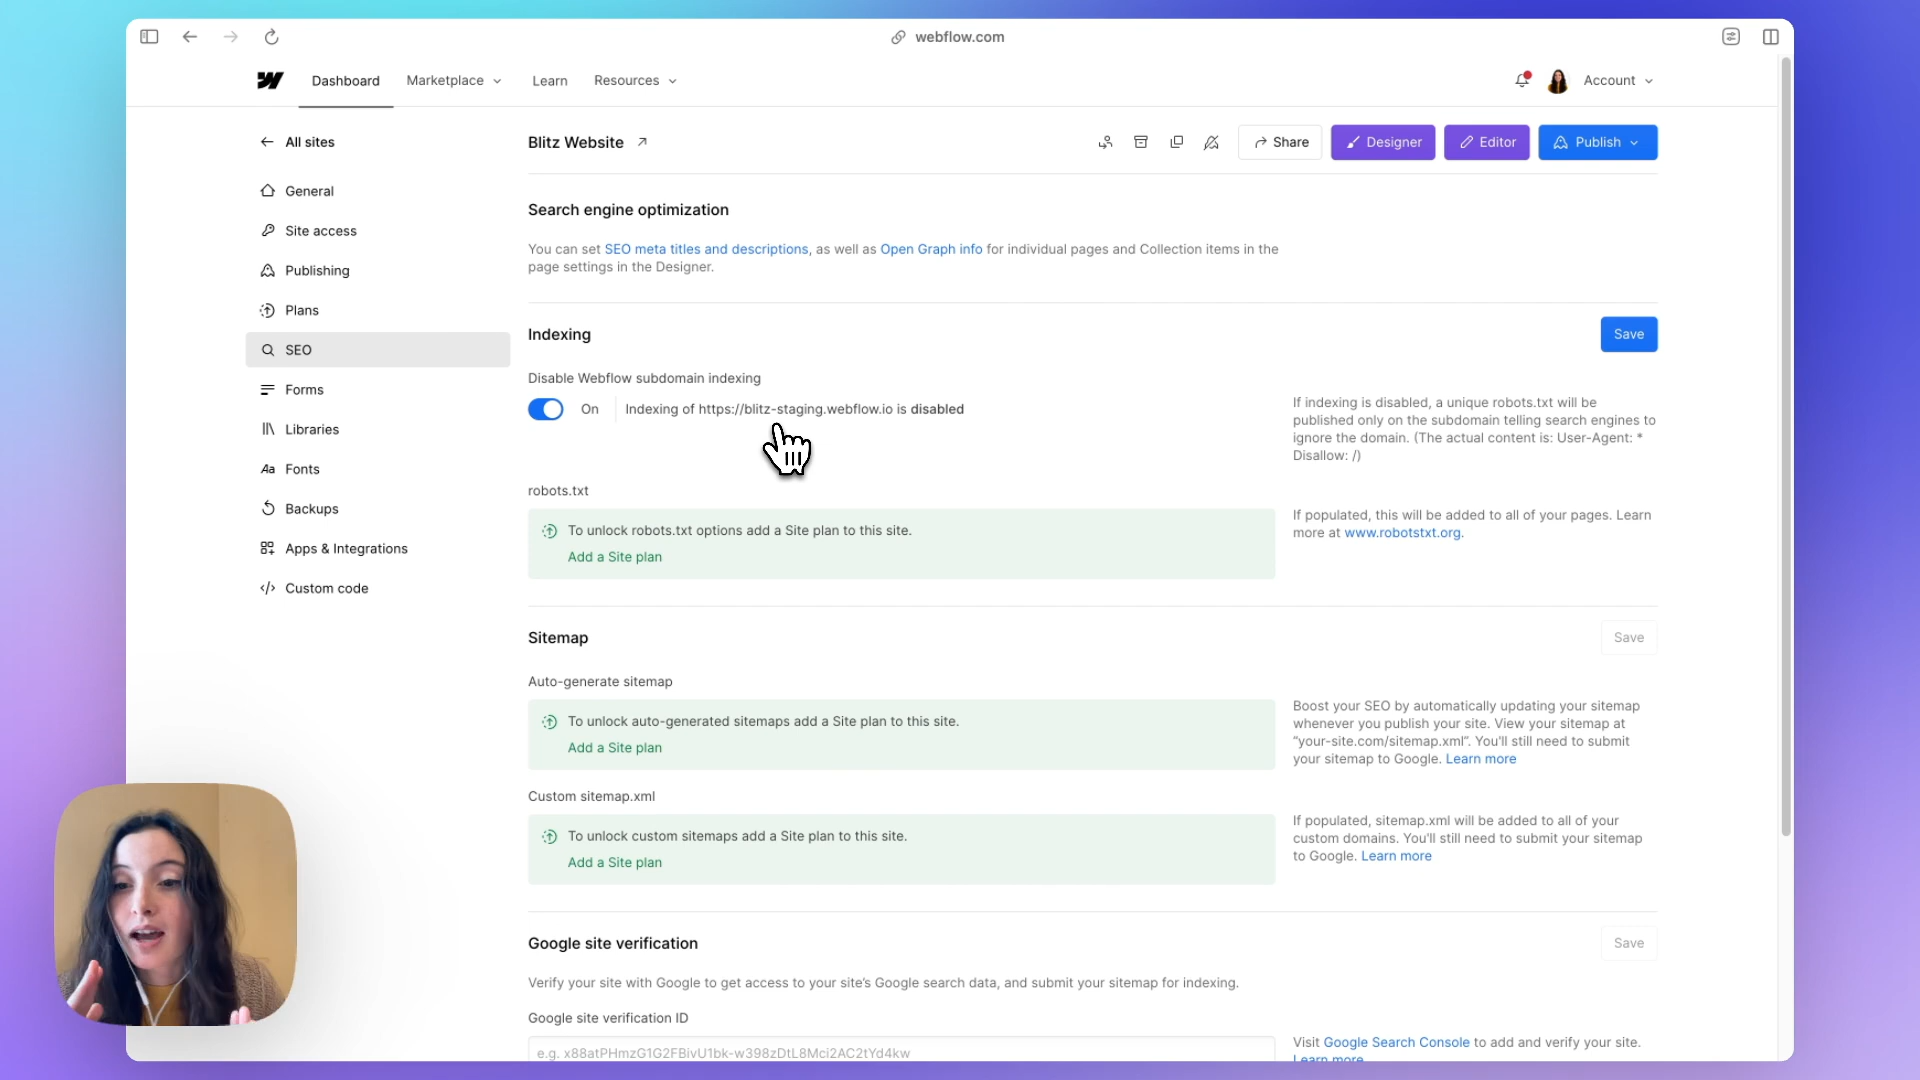 webflow.com
Dashboard
Marketplace
Learn
Resources
Account
All sites
General
Site access
Publishing
Plans
SEO
Forms
Libraries
Aa Fonts
Backups
Apps & Integrations
Custom code
Blitz Website
Share
Designer
Editor
Publish
Search engine optimization
You can set SEO meta titles and descriptions, as well as Open Graph info for individual pages and Collection items in the
page settings in the Designer.
Indexing
Save
Disable Webflow subdomain indexing
On
Indexing of https://blitz-staging.webflow.io is disabled
If indexing is disabled, a unique robots.txt will be
published only on the subdomain telling search engines to
ignore the domain. (The actual content is: User-Agent: *
Disallow: /)
robots.txt
To unlock robots.txt options add a Site plan to this site.
Add a Site plan
If populated, this will be added to all of your pages. Learn
more at www.robotstxt.org.
Sitemap
Save
Auto-generate sitemap
To unlock auto-generated sitemaps add a Site plan to this site.
Add a Site plan
Boost your SEO by automatically updating your sitemap
whenever you publish your site. View your sitemap at
“your-site.com/sitemap.xml”. You'll still need to submit
your sitemap to Google. Learn more
Custom sitemap.xml
To unlock custom sitemaps add a Site plan to this site.
Add a Site plan
If populated, sitemap.xml will be added to all of your
custom domains. You'll still need to submit your sitemap
to Google. Learn more
Google site verification
Save
Verify your site with Google to get access to your site's Google search data, and submit your sitemap for indexing.
Google site verification ID
e.g. x88atPHmzG1G2FBivU1bk-w398zDtL8Mci2AC2tYd4kw
Visit Google Search Console to add and verify your site.
Learn more